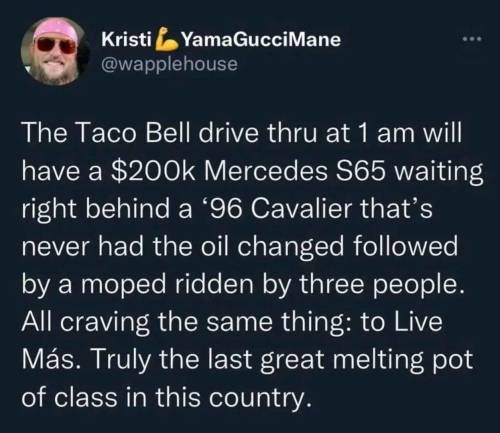 Kristi💪YamaGucciMane
@wapplehouse
The Taco Bell drive thru at 1 am will
have a $200k Mercedes S65 waiting
right behind a ‘96 Cavalier that’s
never had the oil changed followed
by a moped ridden by three people.
All craving the same thing: to Live
Más. Truly the last great melting pot
of class in this country.